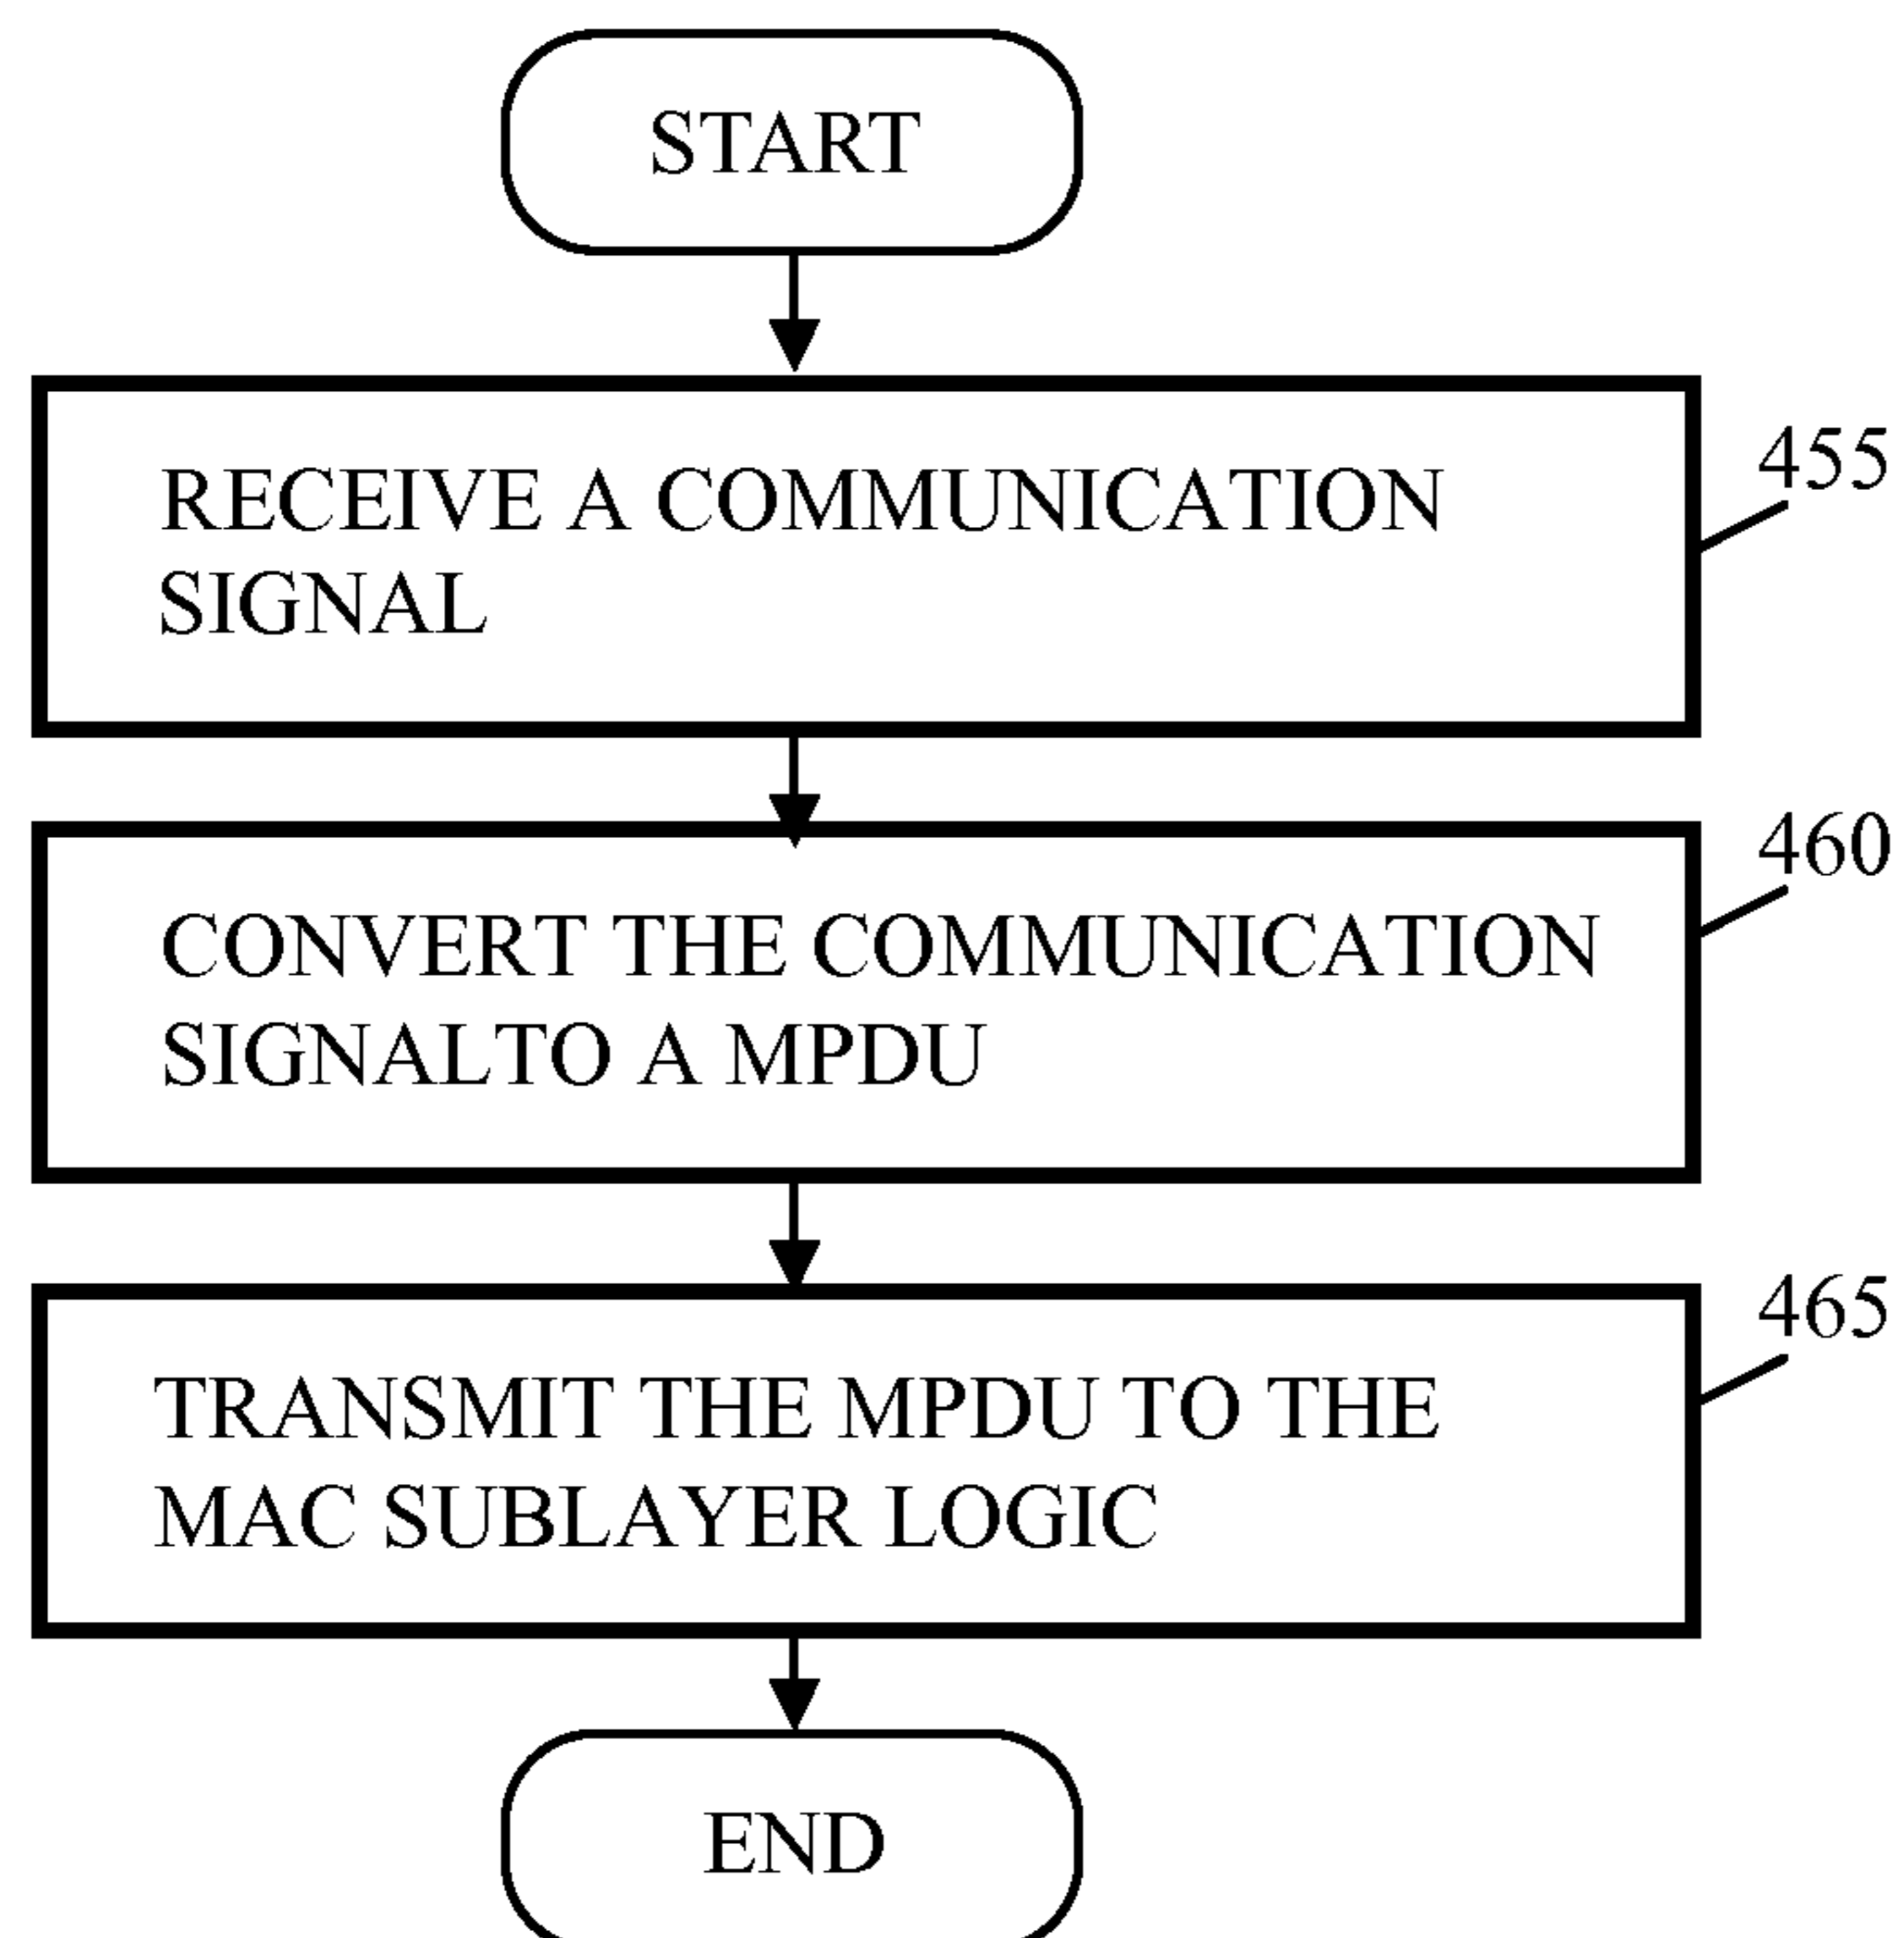 START
RECEIVE A COMMUNICATION
SIGNAL
455
CONVERT THE COMMUNICATION
SIGNALTO A MPDU
460
TRANSMIT THE MPDU TO THE
MAC SUBLAYER LOGIC
465
END